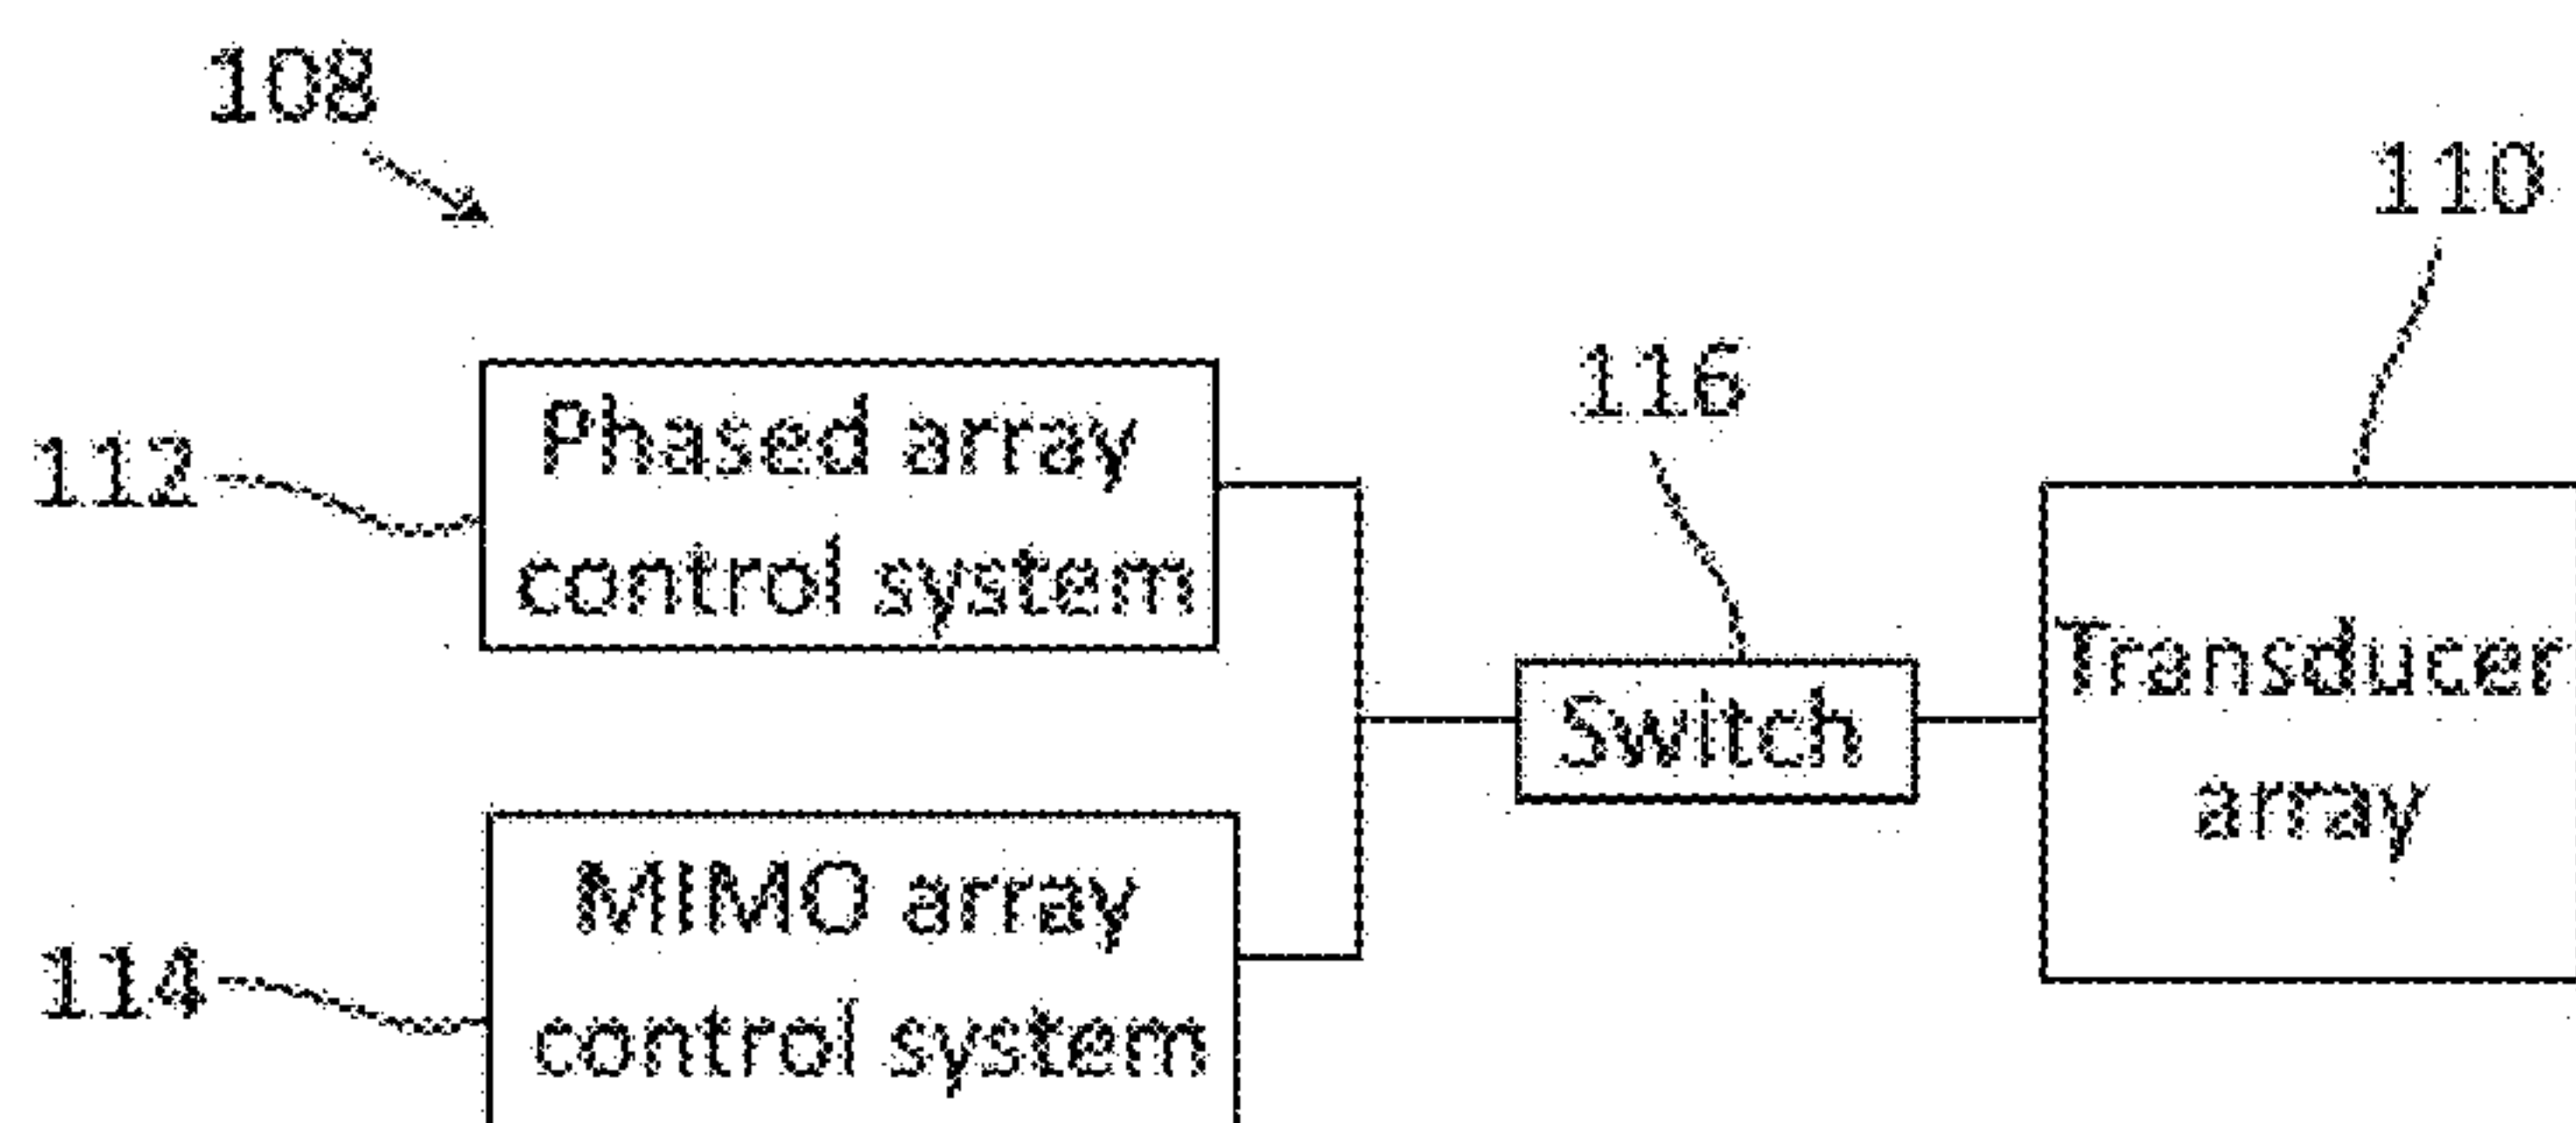 108
110
116
Phased array
control system
112
Switch
Transducer
array
MIMO array
control system
114